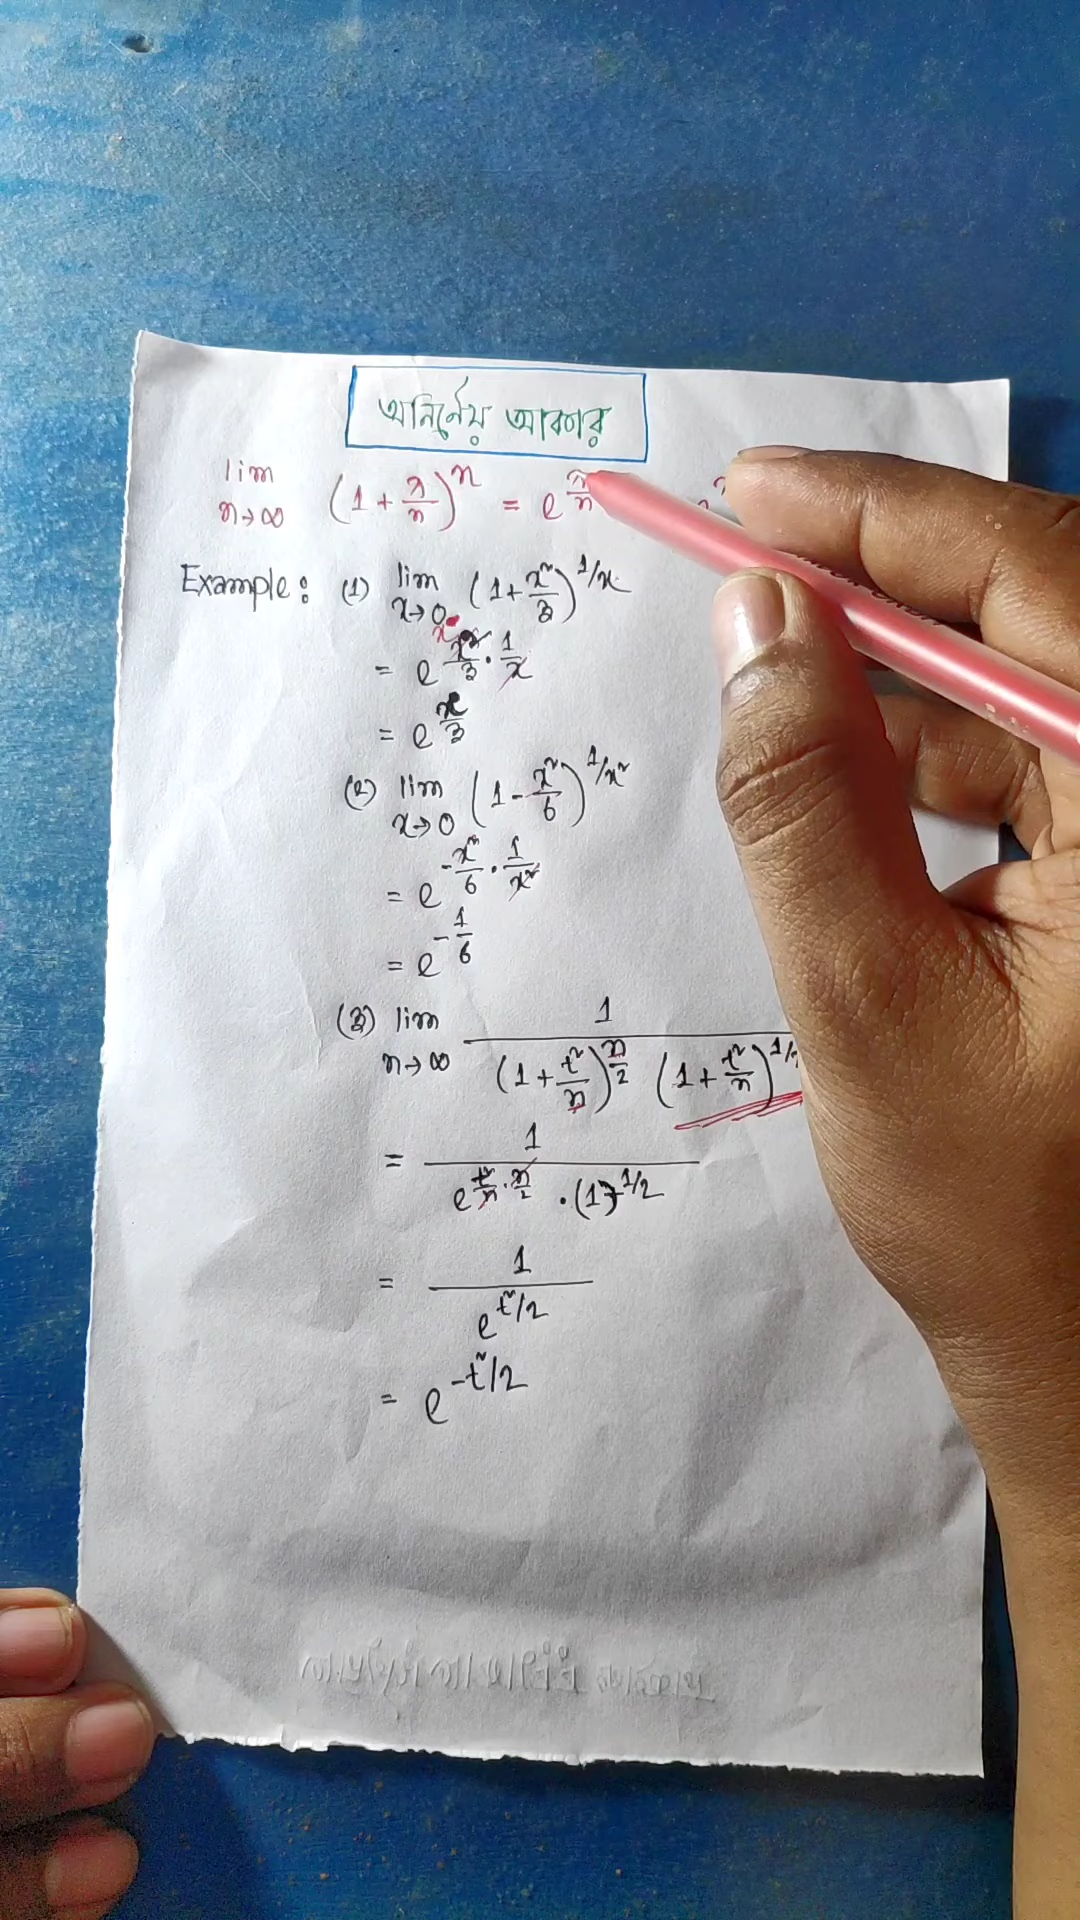 অনির্নেয় আকার
lim n→∞ (1 + x/n)^n = e^(x/n)
Example: (1) lim x→0 (1 + x²/3)^(1/x)
= e^(x²/3 · 1/x)
= e^(x/3)
(২) lim x→0 (1 - x²/6)^(1/x²)
= e^(-x²/6 · 1/x²)
= e^(-1/6)
(3) lim n→∞ 1 / (1 + t²/n)^(n/2) (1 + t²/n)^(1/
= 1 / e^(t²/n · n/2) · (1)^(1/2)
= 1 / e^(t²/2)
= e^(-t²/2)